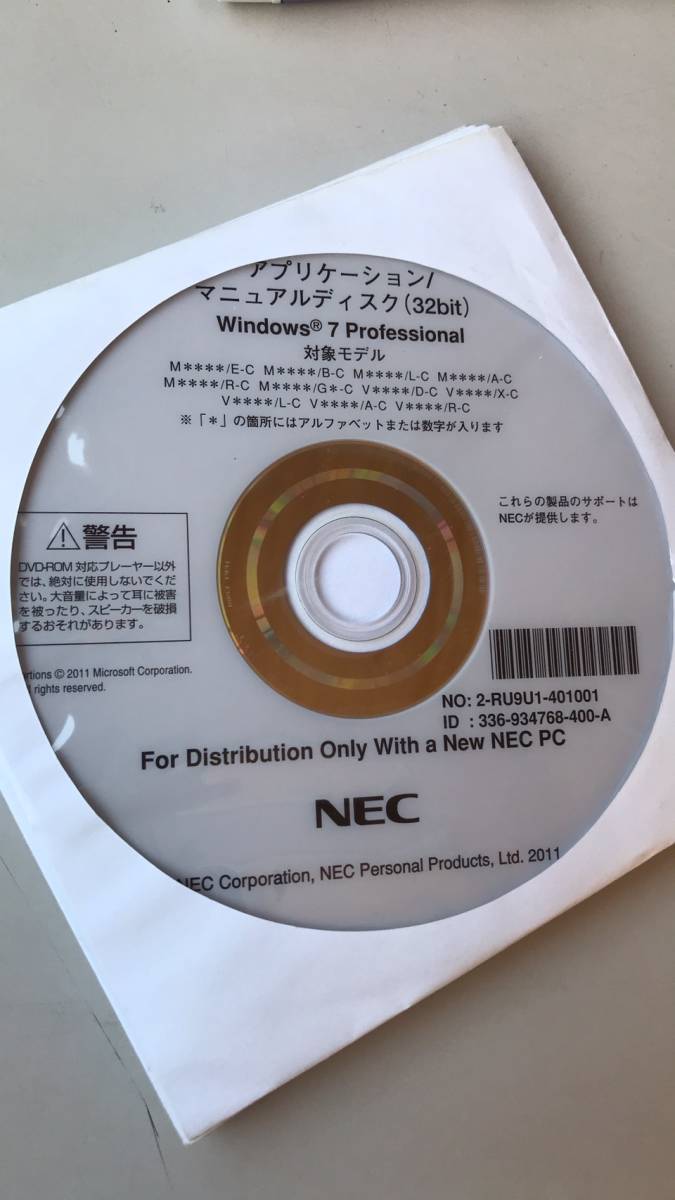 アプリケーション/
マニュアルディスク(32bit)
Windows® 7 Professional
対象モデル
M****/E-C M****/B-C M****/L-C M****/A-C
M****/R-C M****/G*-C V****/D-C V****/X-C
V****/L-C V****/A-C V****/R-C
※「*」の箇所にはアルファベットまたは数字が入ります
これらの製品のサポートは
NECが提供します。
⚠警告
DVD-ROM 対応プレーヤー以外
では、絶対に使用しないでくだ
さい。大音量によって耳に被害
を被ったり、スピーカーを破損
するおそれがあります。
rtions © 2011 Microsoft Corporation.
rights reserved.
NO: 2-RU9U1-401001
ID : 336-934768-400-A
For Distribution Only With a New NEC PC
NEC
NEC Corporation, NEC Personal Products, Ltd. 2011